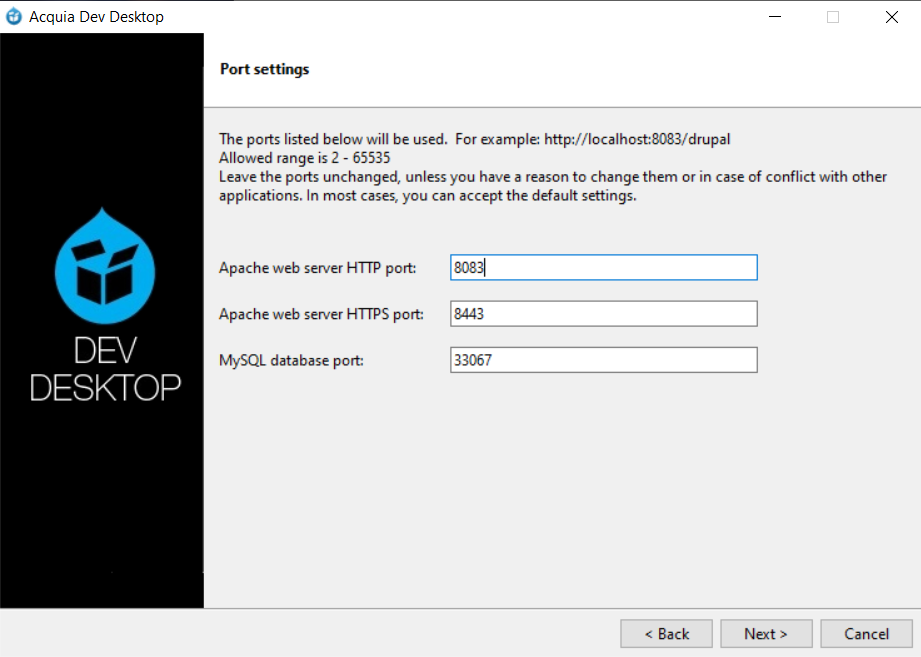 Acquia Dev Desktop
Port settings
The ports listed below will be used.  For example: http://localhost:8083/drupal
Allowed range is 2 - 65535
Leave the ports unchanged, unless you have a reason to change them or in case of conflict with other
applications. In most cases, you can accept the default settings.
Apache web server HTTP port: 8083
Apache web server HTTPS port: 8443
MySQL database port: 33067
DEV
DESKTOP
< Back Next > Cancel